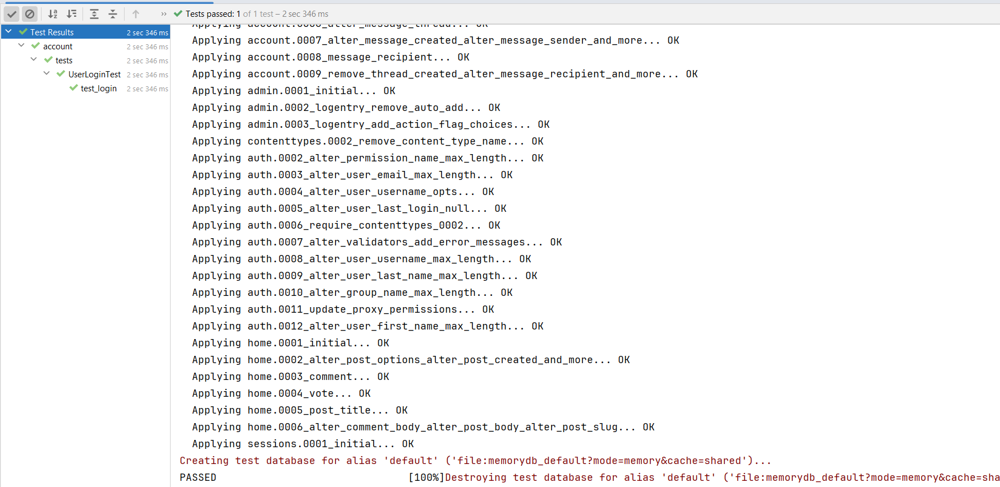 Tests passed: 1 of 1 test – 2 sec 346 ms
Test Results 2 sec 346 ms
account 2 sec 346 ms
tests 2 sec 346 ms
UserLoginTest 2 sec 346 ms
test_login 2 sec 346 ms
Applying account.0006_alter_message_thread... OK
Applying account.0007_alter_message_created_alter_message_sender_and_more... OK
Applying account.0008_message_recipient... OK
Applying account.0009_remove_thread_created_alter_message_recipient_and_more... OK
Applying admin.0001_initial... OK
Applying admin.0002_logentry_remove_auto_add... OK
Applying admin.0003_logentry_add_action_flag_choices... OK
Applying contenttypes.0002_remove_content_type_name... OK
Applying auth.0002_alter_permission_name_max_length... OK
Applying auth.0003_alter_user_email_max_length... OK
Applying auth.0004_alter_user_username_opts... OK
Applying auth.0005_alter_user_last_login_null... OK
Applying auth.0006_require_contenttypes_0002... OK
Applying auth.0007_alter_validators_add_error_messages... OK
Applying auth.0008_alter_user_username_max_length... OK
Applying auth.0009_alter_user_last_name_max_length... OK
Applying auth.0010_alter_group_name_max_length... OK
Applying auth.0011_update_proxy_permissions... OK
Applying auth.0012_alter_user_first_name_max_length... OK
Applying home.0001_initial... OK
Applying home.0002_alter_post_options_alter_post_created_and_more... OK
Applying home.0003_comment... OK
Applying home.0004_vote... OK
Applying home.0005_post_title... OK
Applying home.0006_alter_comment_body_alter_post_body_alter_post_slug... OK
Applying sessions.0001_initial... OK
Creating test database for alias 'default' ('file:memorydb_default?mode=memory&cache=shared')...
PASSED [100%]Destroying test database for alias 'default' ('file:memorydb_default?mode=memory&cache=sha